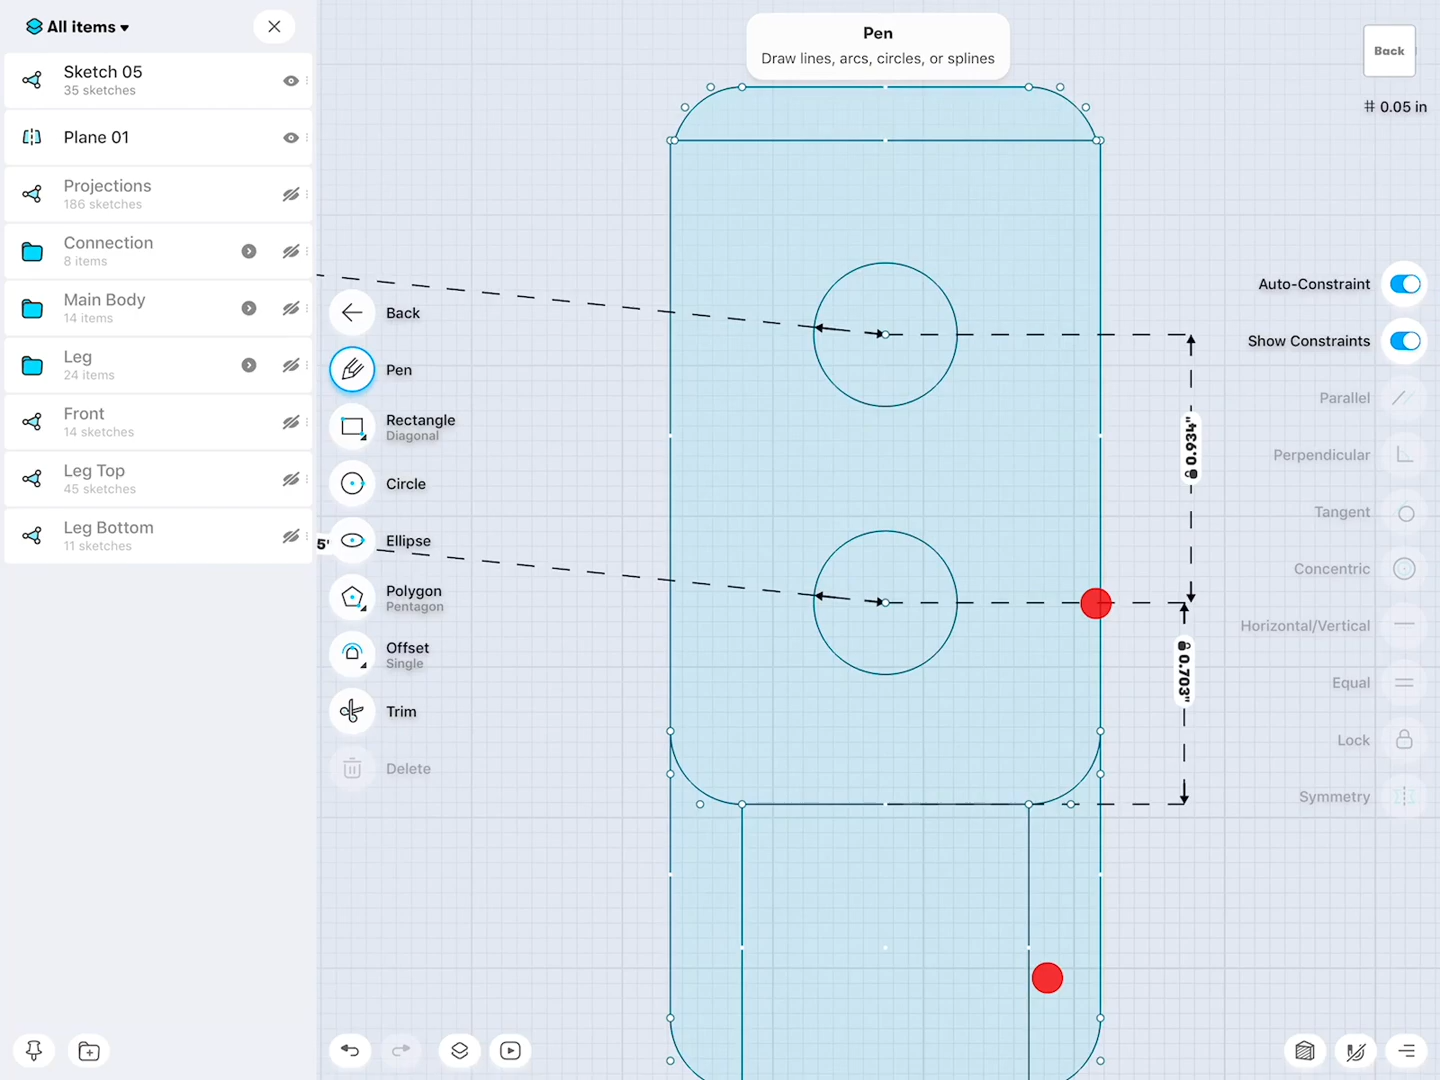 All items
Sketch 05
35 sketches
Plane 01
Projections
186 sketches
Connection
8 items
Main Body
14 items
Leg
24 items
Front
14 sketches
Leg Top
45 sketches
Leg Bottom
11 sketches
Pen
Draw lines, arcs, circles, or splines
Back
Pen
Rectangle
Diagonal
Circle
Ellipse
Polygon
Pentagon
Offset
Single
Trim
Delete
5'
0.934"
0.703"
Back
# 0.05 in
Auto-Constraint
Show Constraints
Parallel
Perpendicular
Tangent
Concentric
Horizontal/Vertical
Equal
Lock
Symmetry